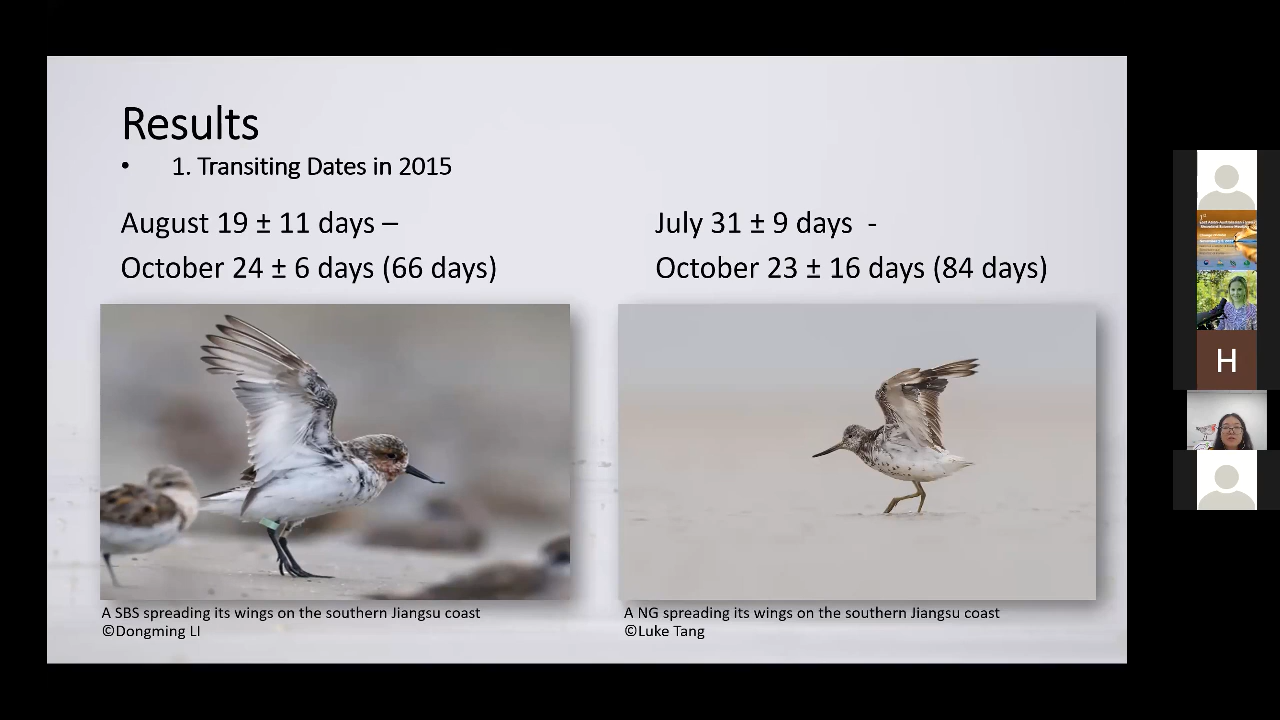 Results
• 1. Transiting Dates in 2015
August 19 ± 11 days –
October 24 ± 6 days (66 days)
July 31 ± 9 days -
October 23 ± 16 days (84 days)
A SBS spreading its wings on the southern Jiangsu coast
©Dongming LI
A NG spreading its wings on the southern Jiangsu coast
©Luke Tang
H